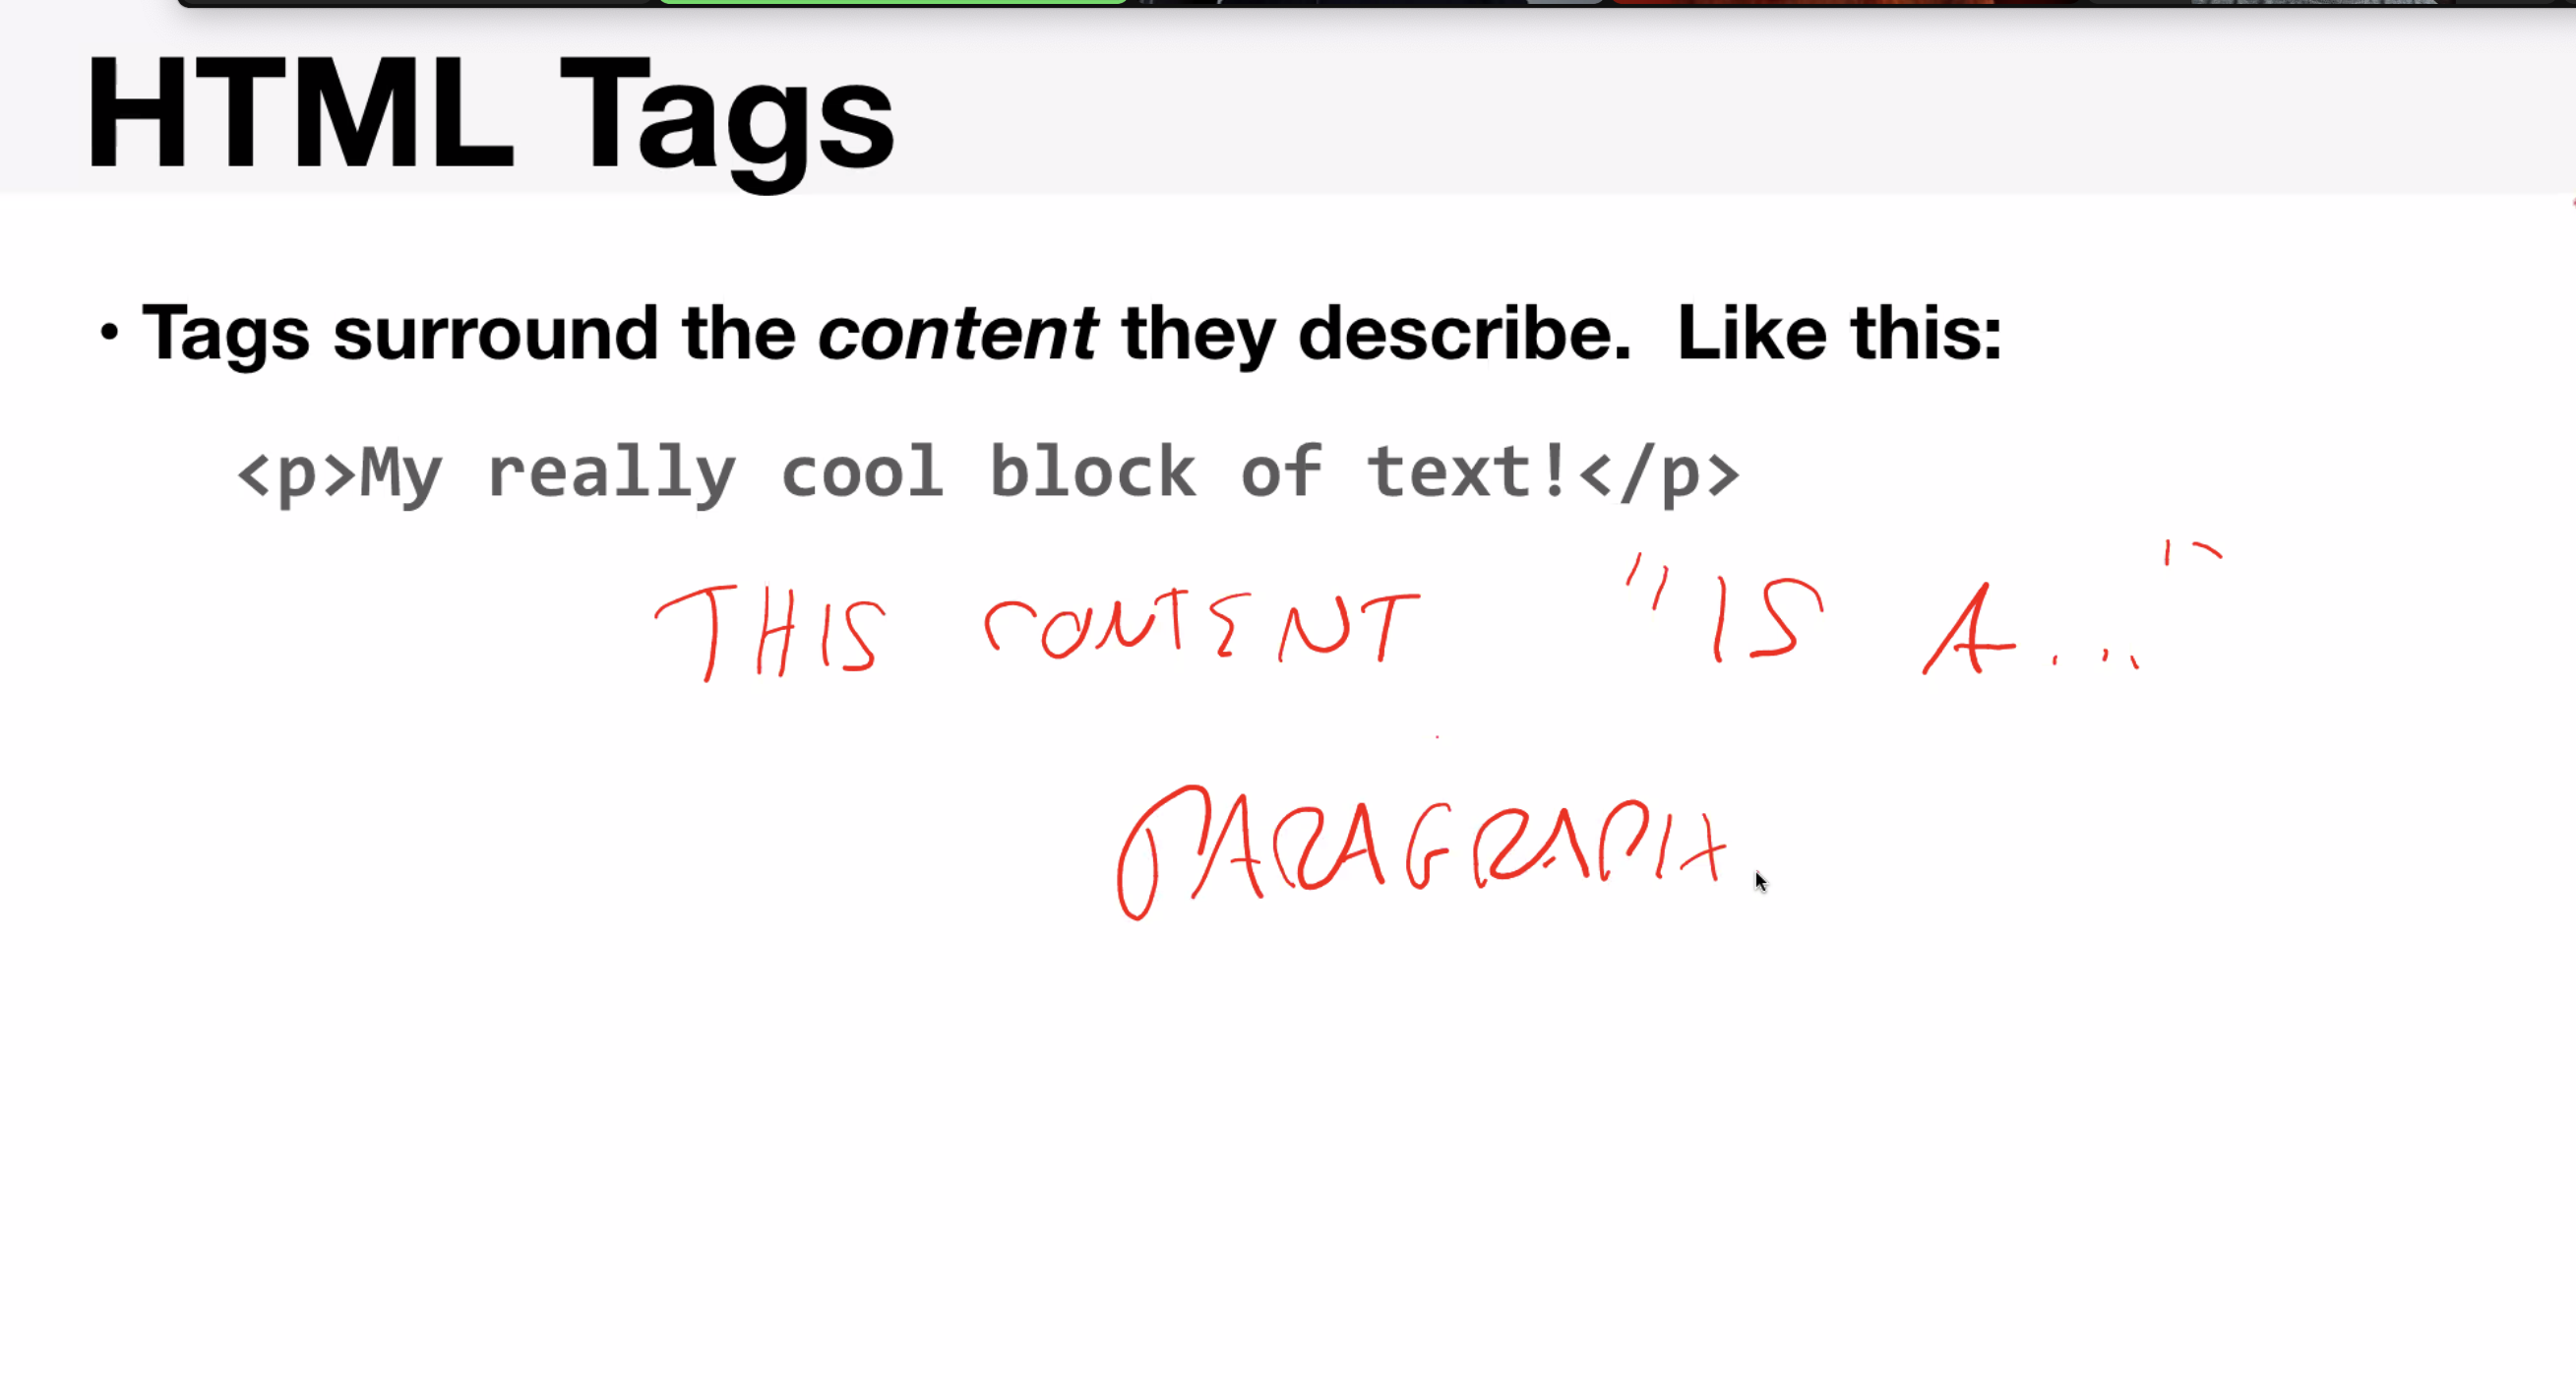 HTML Tags
• Tags surround the content they describe.  Like this:
<p>My really cool block of text!</p>
THIS CONTENT "IS A..."
PARAGRAPH